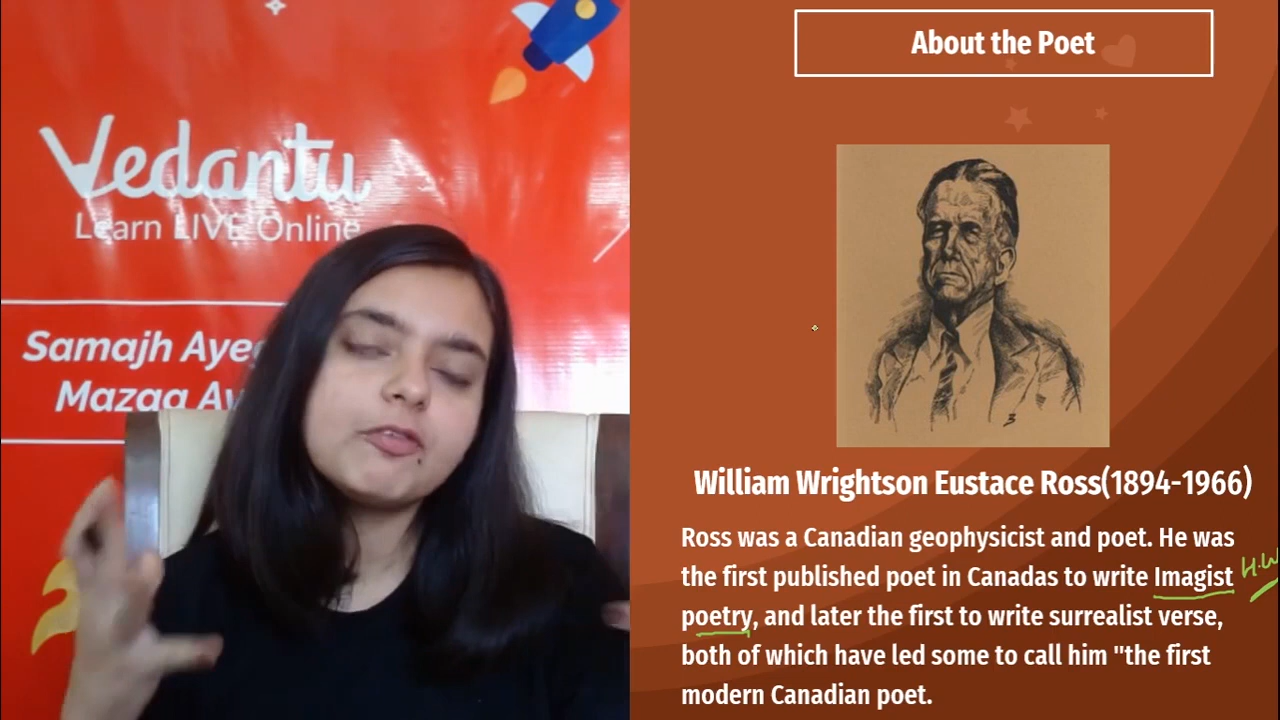 Vedantu
Learn LIVE Online
Samajh
Mazaa
About the Poet
William Wrightson Eustace Ross(1894-1966)
Ross was a Canadian geophysicist and poet. He was
the first published poet in Canadas to write Imagist H.W
poetry, and later the first to write surrealist verse,
both of which have led some to call him "the first
modern Canadian poet.